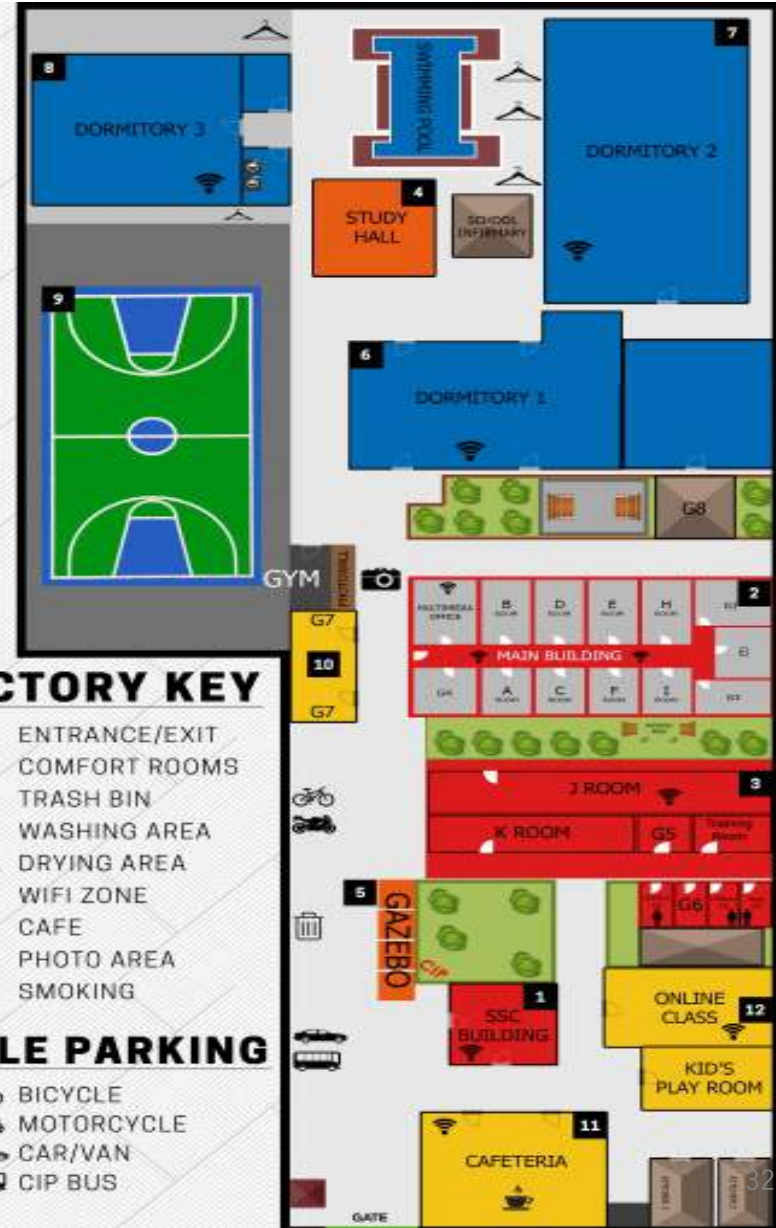 8
DORMITORY 3
SWIMMING POOL
7
DORMITORY 2
4
STUDY
HALL
SCHOOL
INFIRMARY
9
6
DORMITORY 1
G8
GYM
G7
10
G7
2
MULTIMEDIA
OFFICE
B
ROOM
D
ROOM
E
ROOM
H
ROOM
MAIN BUILDING
G4
A
ROOM
C
ROOM
F
ROOM
I
ROOM
3
J ROOM
K ROOM
G5
Training
Room
CTORY KEY
ENTRANCE/EXIT
COMFORT ROOMS
TRASH BIN
WASHING AREA
DRYING AREA
WIFI ZONE
CAFE
PHOTO AREA
SMOKING
LE PARKING
BICYCLE
MOTORCYCLE
CAR/VAN
CIP BUS
5
GAZEBO
CIP
G6
1
SSC
BUILDING
ONLINE
CLASS
12
KID'S
PLAY ROOM
11
CAFETERIA
GATE
32